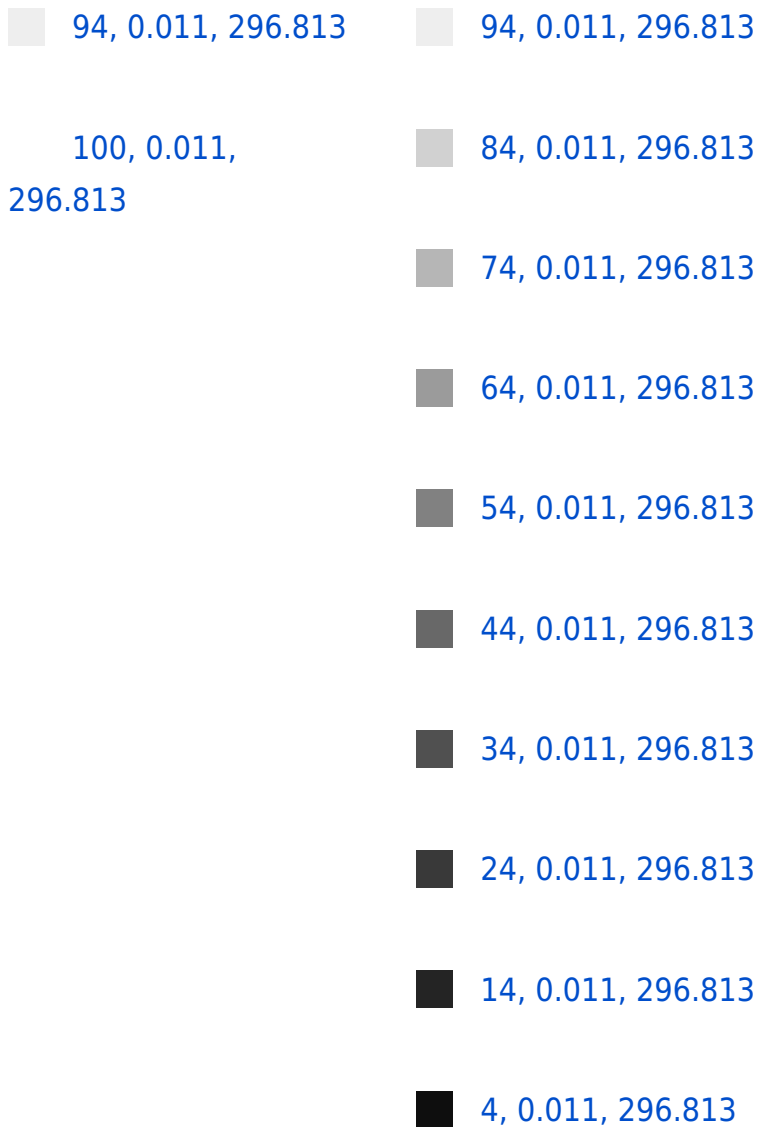 94, 0.011, 296.813
100, 0.011,
296.813
94, 0.011, 296.813
84, 0.011, 296.813
74, 0.011, 296.813
64, 0.011, 296.813
54, 0.011, 296.813
44, 0.011, 296.813
34, 0.011, 296.813
24, 0.011, 296.813
14, 0.011, 296.813
4, 0.011, 296.813